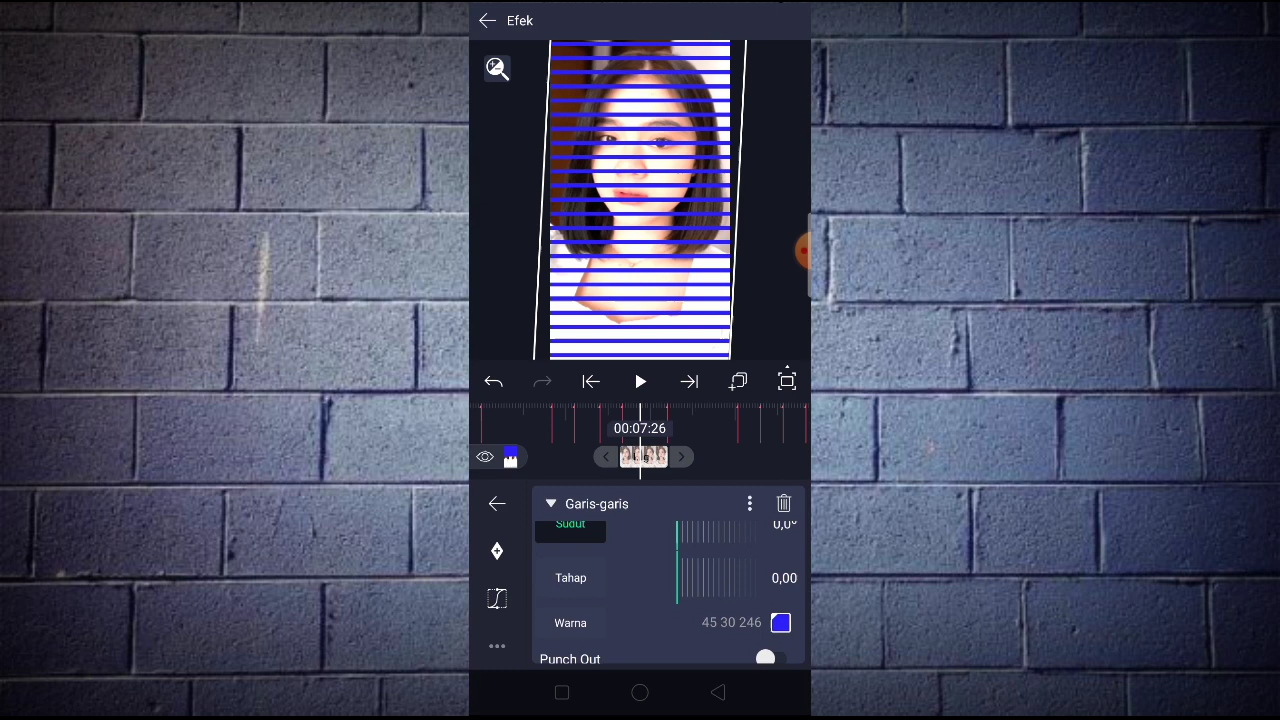 Efek
00:07:26
Garis-garis
Sudut
0,0°
Tahap
0,00
Warna
45 30 246
Punch Out